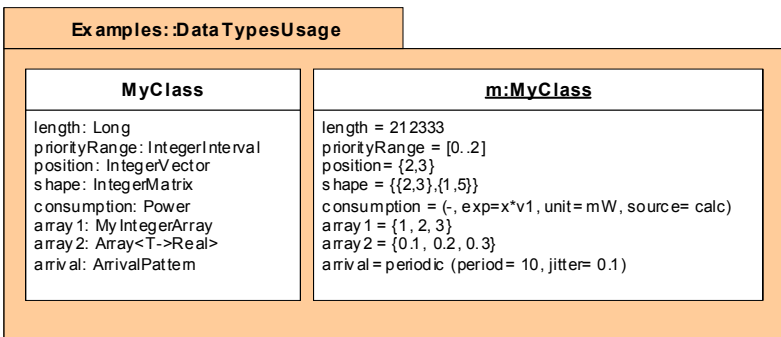 Examples::DataTypesUsage
MyClass
length: Long
priorityRange: IntegerInterval
position: IntegerVector
shape: IntegerMatrix
consumption: Power
array1: MyIntegerArray
array2: Array<T->Real>
arrival: ArrivalPattern
m:MyClass
length = 212333
priorityRange = [0..2]
position= {2,3}
shape = {{2,3},{1,5}}
consumption = (-, exp=x*v1, unit= mW, source= calc)
array1 = {1, 2, 3}
array2 = {0.1, 0.2, 0.3}
arrival= periodic (period= 10, jitter= 0.1)